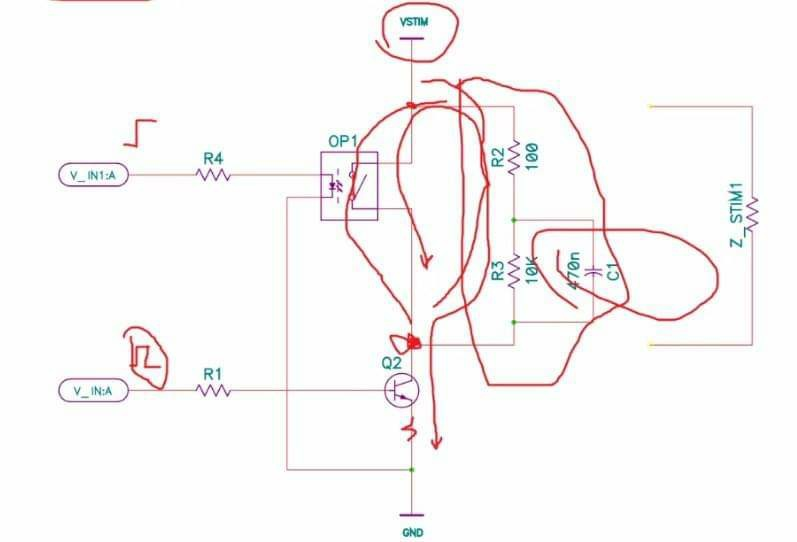 VSTIM
OP1
R4
V_IN1:A
R2
100
Z_STIM1
R3
10K
470n
C1
Q2
R1
V_IN:A
GND